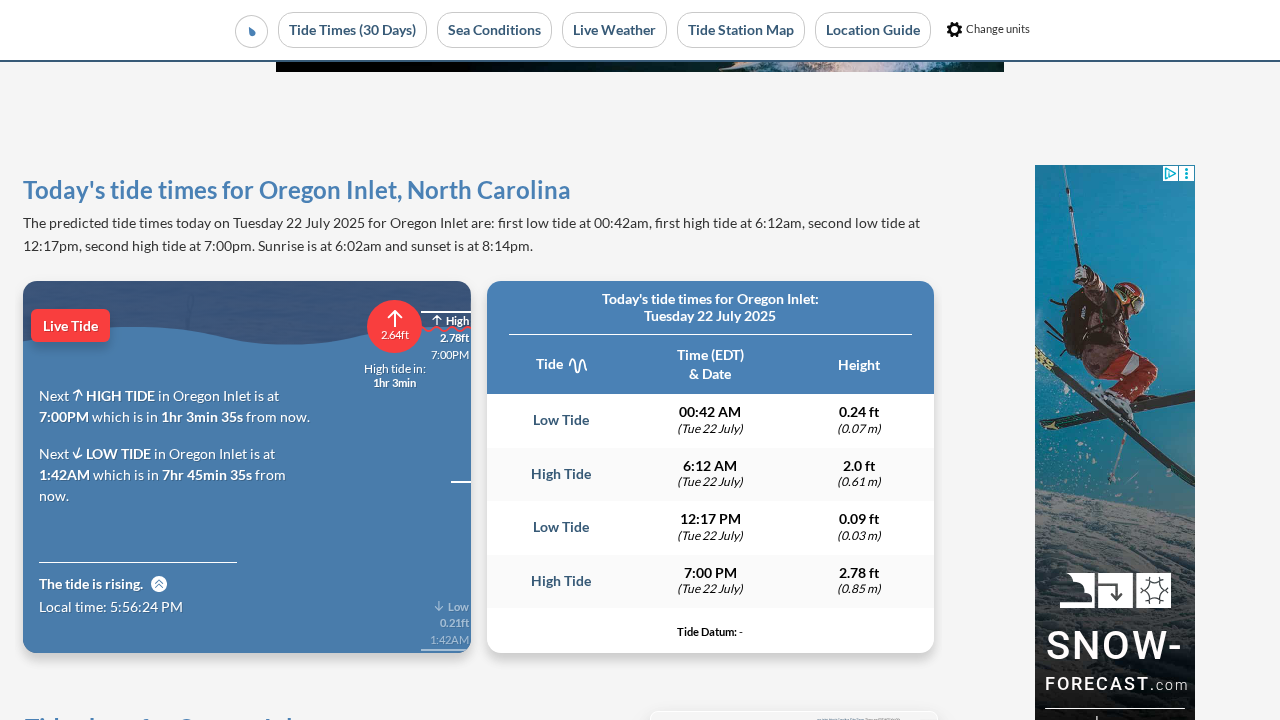 Tide Times (30 Days)
Sea Conditions
Live Weather
Tide Station Map
Location Guide
Change units
Today's tide times for Oregon Inlet, North Carolina
The predicted tide times today on Tuesday 22 July 2025 for Oregon Inlet are: first low tide at 00:42am, first high tide at 6:12am, second low tide at
12:17pm, second high tide at 7:00pm. Sunrise is at 6:02am and sunset is at 8:14pm.
Live Tide
2.64ft
High tide in:
1hr 3min
High
2.78ft
7:00PM
Next HIGH TIDE in Oregon Inlet is at
7:00PM which is in 1hr 3min 35s from now.
Next LOW TIDE in Oregon Inlet is at
1:42AM which is in 7hr 45min 35s from
now.
The tide is rising.
Local time: 5:56:24 PM
Low
0.21ft
1:42AM
Today's tide times for Oregon Inlet:
Tuesday 22 July 2025
Tide
Time (EDT)
& Date
Height
Low Tide
00:42 AM
(Tue 22 July)
0.24 ft
(0.07 m)
High Tide
6:12 AM
(Tue 22 July)
2.0 ft
(0.61 m)
Low Tide
12:17 PM
(Tue 22 July)
0.09 ft
(0.03 m)
High Tide
7:00 PM
(Tue 22 July)
2.78 ft
(0.85 m)
Tide Datum: -
SNOW-
FORECAST.com